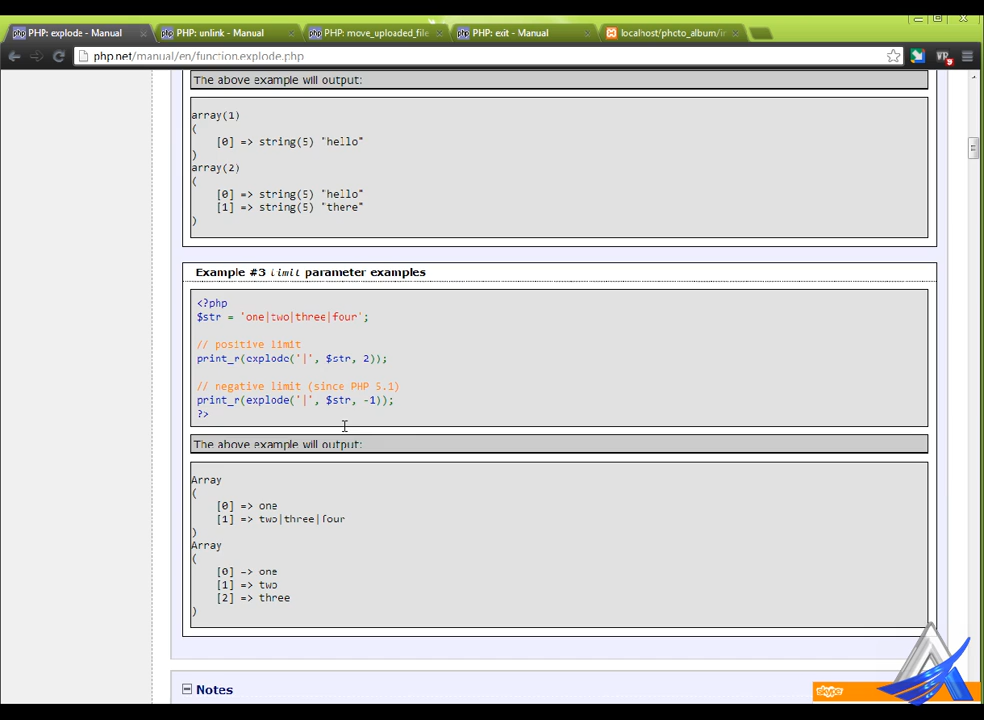 PHP: explode - Manual
PHP: unlink - Manual
PHP: move_uploaded_file
PHP: exit - Manual
localhost/photo_album/ir
php.net/manual/en/function.explode.php
The above example will output:
array(1)
(
[0] => string(5) "hello"
)
array(2)
(
[0] => string(5) "hello"
[1] => string(5) "there"
)
Example #3 limit parameter examples
<?php
$str = 'one|two|three|four';
// positive limit
print_r(explode('|', $str, 2));
// negative limit (since PHP 5.1)
print_r(explode('|', $str, -1));
?>
The above example will output:
Array
(
[0] => one
[1] => two|three|four
)
Array
(
[0] => one
[1] => two
[2] => three
)
Notes
skype